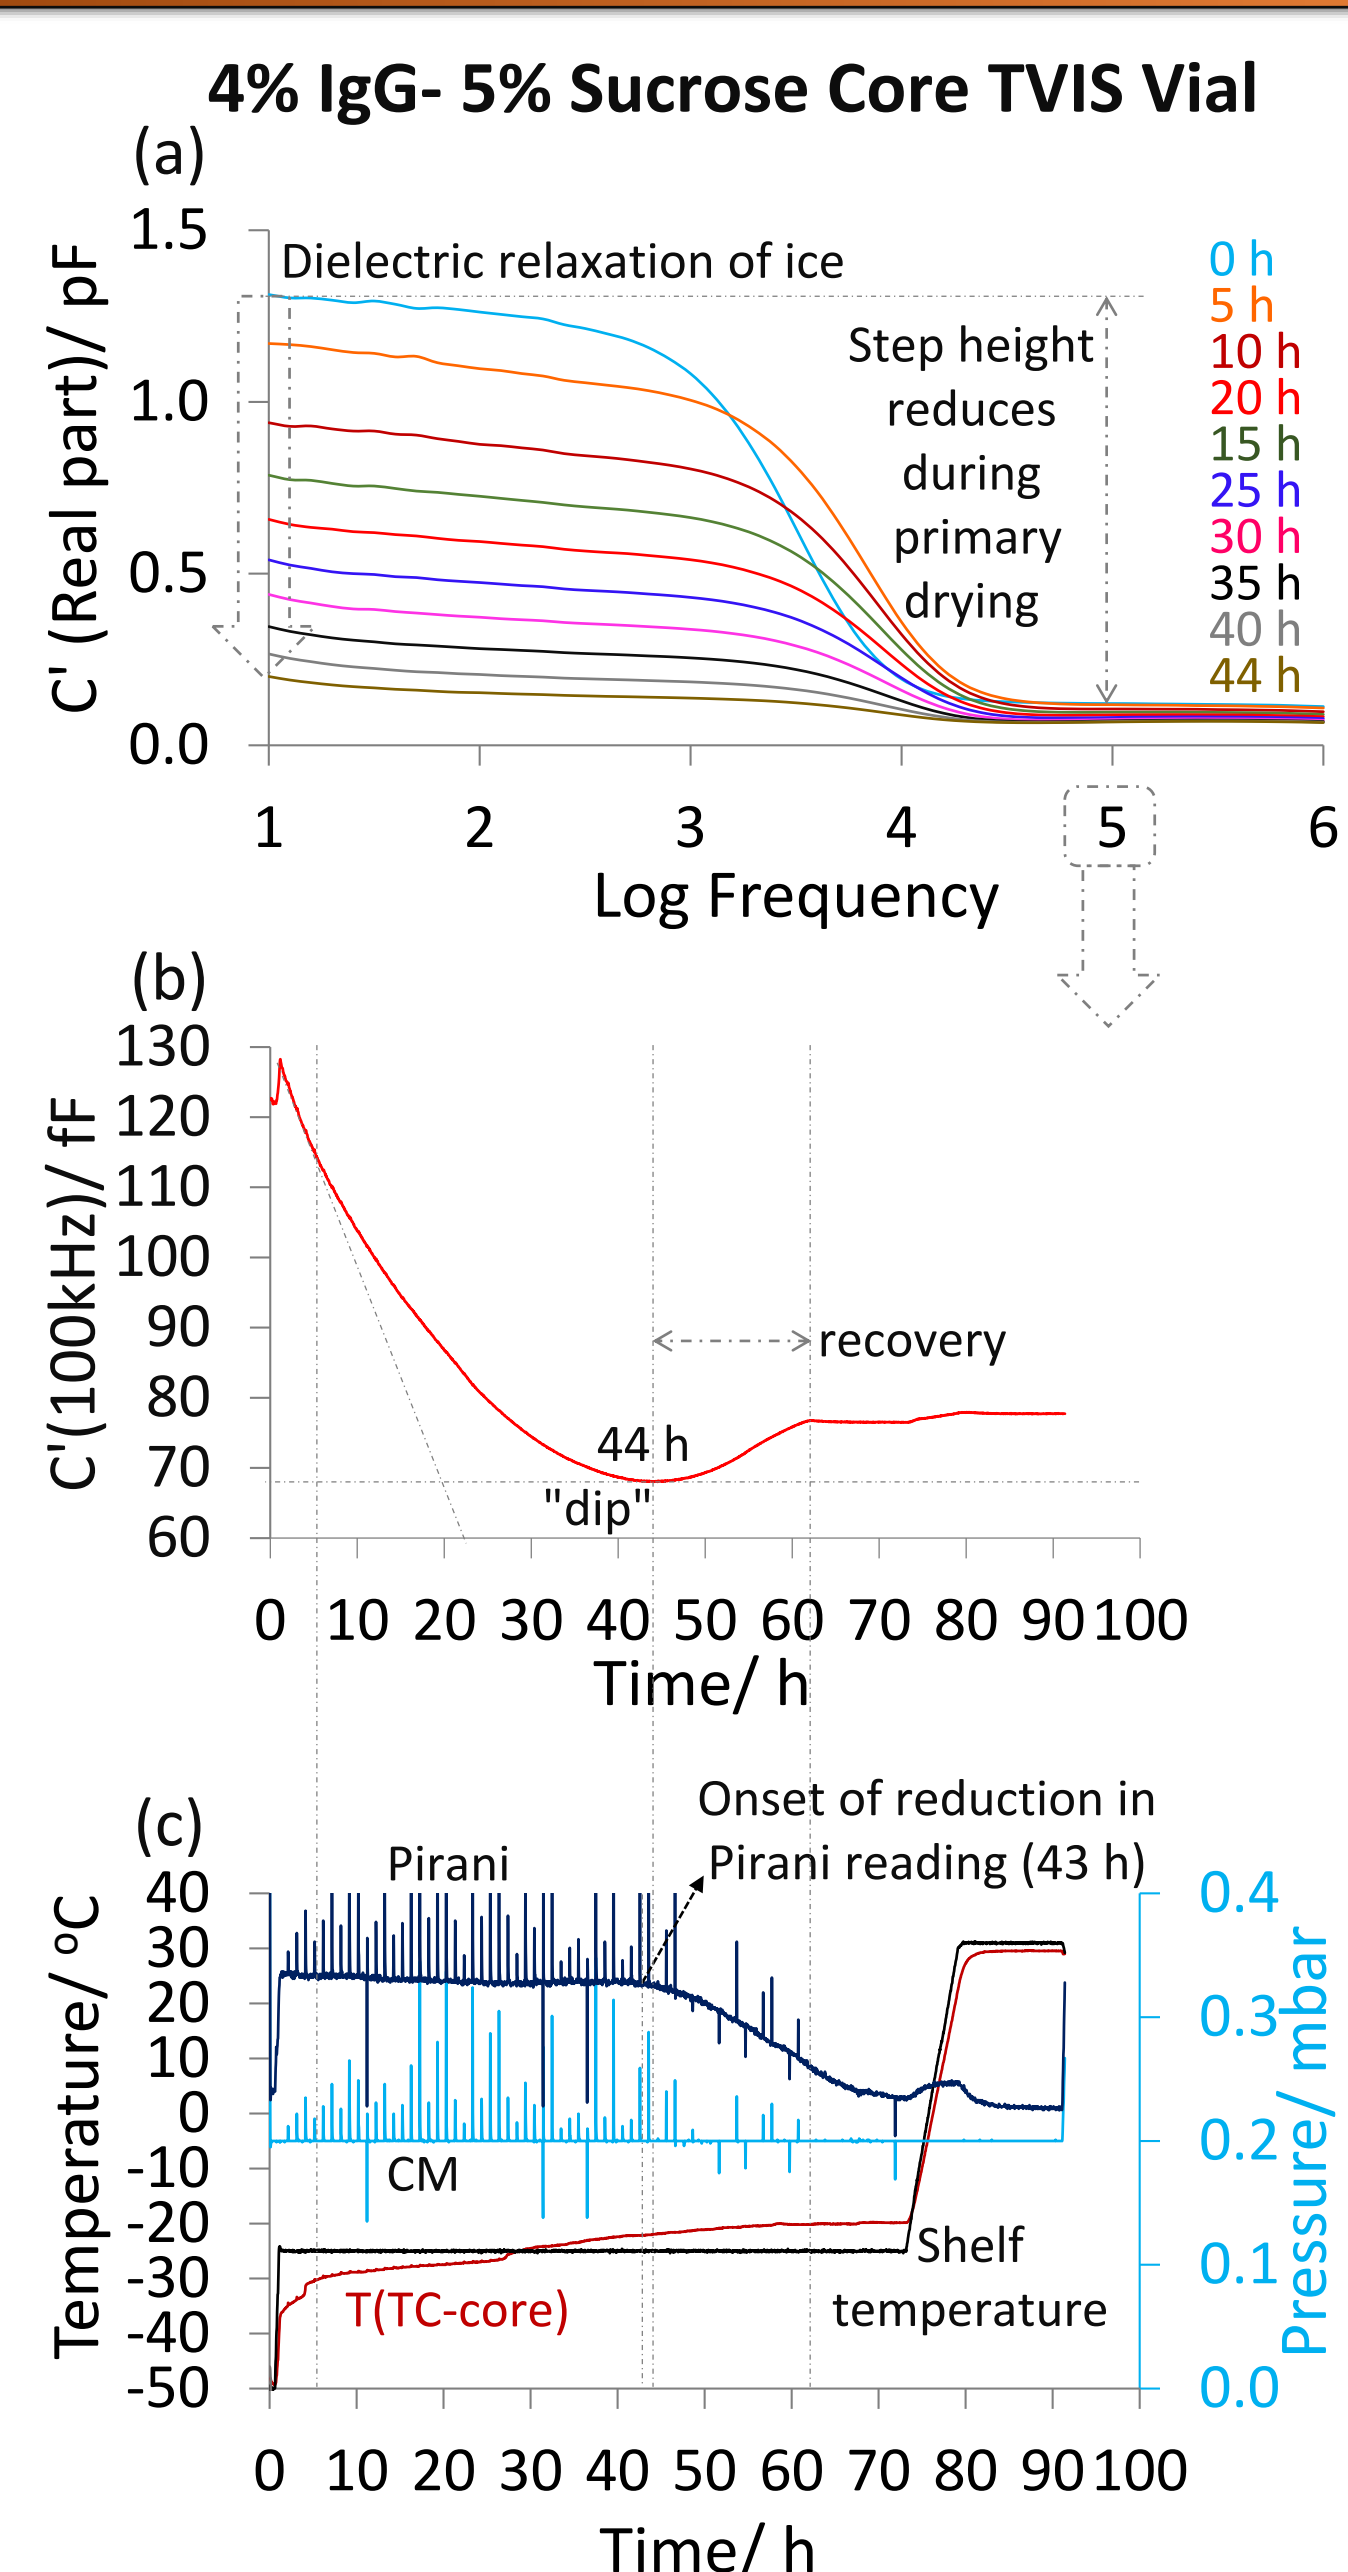 4% IgG- 5% Sucrose Core TVIS Vial
(a)
C' (Real part)/ pF
1.5
1.0
0.5
0.0
Dielectric relaxation of ice
Step height
reduces
during
primary
drying
0 h
5 h
10 h
20 h
15 h
25 h
30 h
35 h
40 h
44 h
1 2 3 4 5 6
Log Frequency
(b)
C'(100kHz)/ fF
130
120
110
100
90
80
70
60
recovery
44 h
"dip"
0 10 20 30 40 50 60 70 80 90 100
Time/ h
(c)
Onset of reduction in
Pirani reading (43 h)
Pirani
Temperature/ ºC
40
30
20
10
0
-10
-20
-30
-40
-50
CM
T(TC-core)
Shelf
temperature
0.4
0.3
0.2
0.1
0.0
Pressure/ mbar
0 10 20 30 40 50 60 70 80 90 100
Time/ h